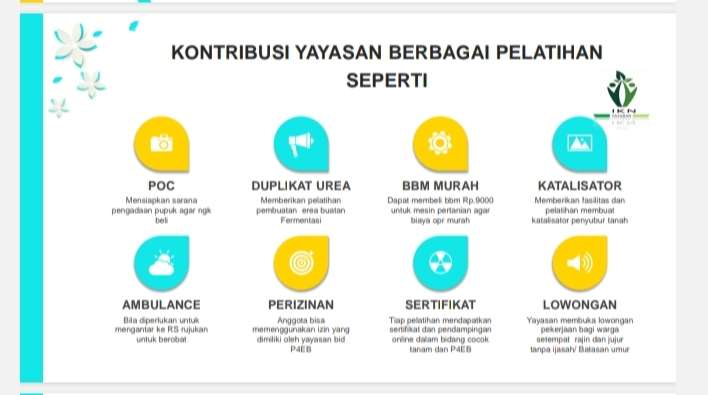 KONTRIBUSI YAYASAN BERBAGAI PELATIHAN
SEPERTI
IKN
YAYASAN
POC
Mensiapkan sarana
pengadaan pupuk agar ngk
beli
DUPLIKAT UREA
Memberikan pelatihan
pembuatan erea buatan
Fermentasi
BBM MURAH
Dapat membeli bbm Rp.9000
untuk mesin pertanian agar
biaya opr murah
KATALISATOR
Memberikan fasilitas dan
pelatihan membuat
katalisator penyubur tanah
AMBULANCE
Bila diperlukan untuk
mengantar ke RS rujukan
untuk berobat
PERIZINAN
Anggota bisa
memenggunakan izin yang
dimiliki oleh yayasan bid
P4EB
SERTIFIKAT
Tiap pelatihan mendapatkan
sertifikat dan pendampingan
online dalam bidang cocok
tanam dan P4EB
LOWONGAN
Yayasan membuka lowongan
pekerjaan bagi warga
setempat rajin dan jujur
tanpa ijasah/ Batasan umur